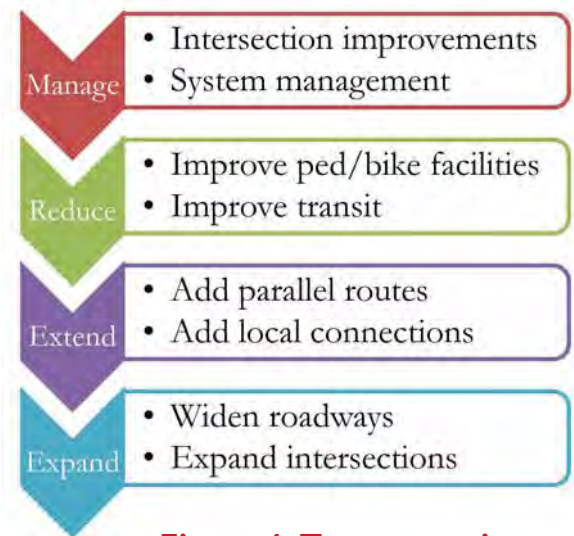 Manage
• Intersection improvements
• System management
Reduce
• Improve ped/bike facilities
• Improve transit
Extend
• Add parallel routes
• Add local connections
Expand
• Widen roadways
• Expand intersections